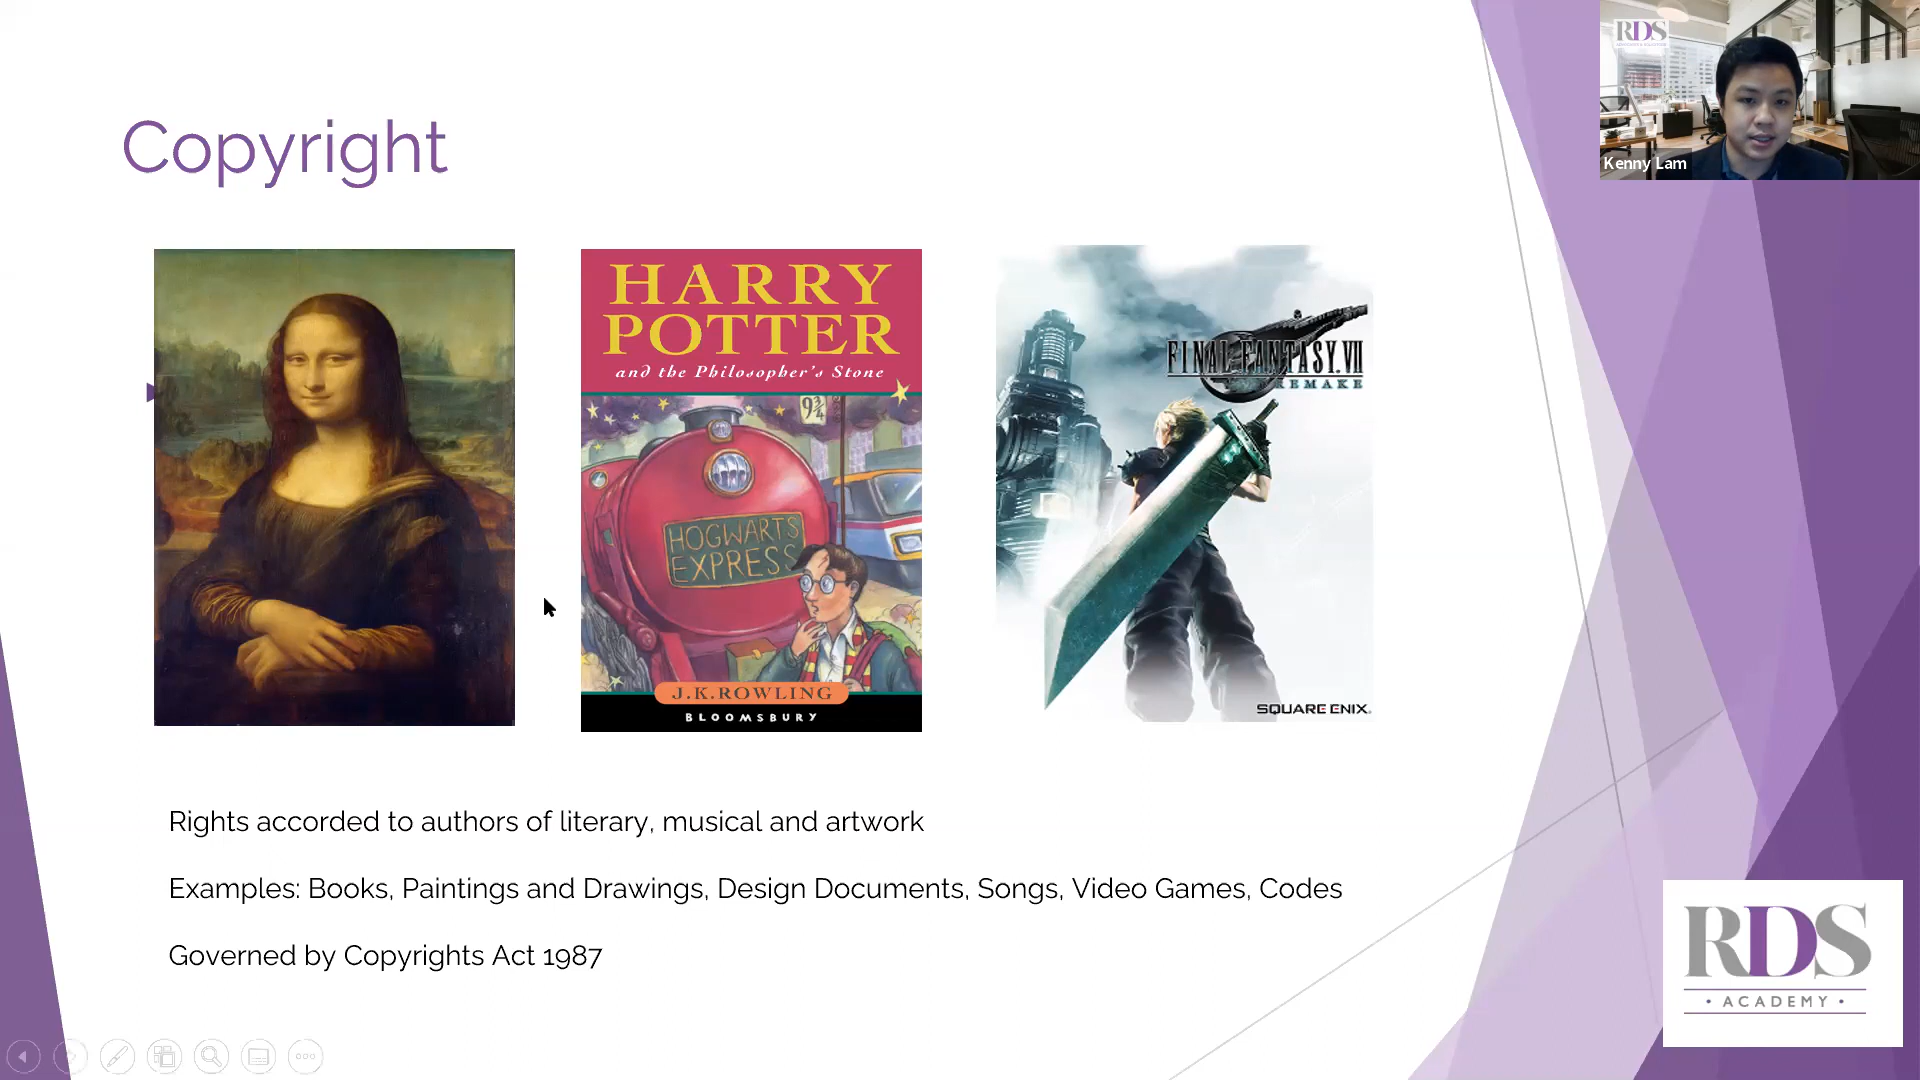 RDS
Kenny Lam
Copyright
HARRY
POTTER
and the Philosopher's Stone
9¾
HOGWARTS
EXPRESS
J.K.ROWLING
BLOOMSBURY
FINAL FANTASY VII
REMAKE
SQUARE ENIX.
Rights accorded to authors of literary, musical and artwork
Examples: Books, Paintings and Drawings, Design Documents, Songs, Video Games, Codes
Governed by Copyrights Act 1987
RDS
• ACADEMY •